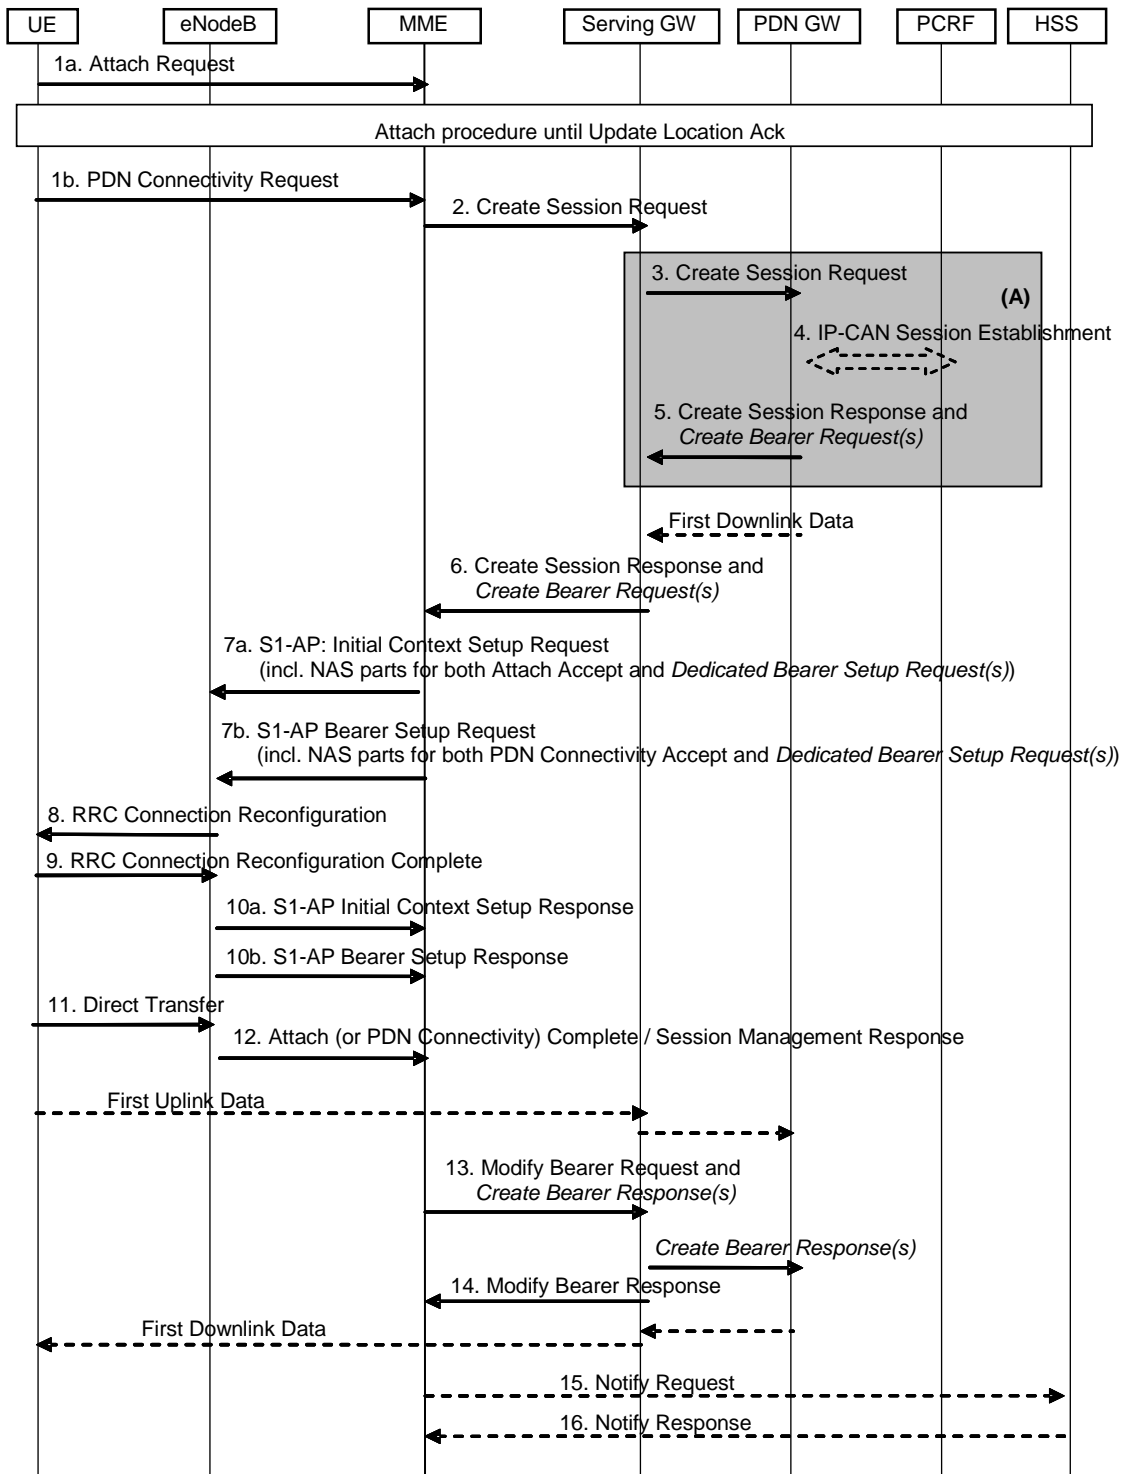 UE eNodeB MME Serving GW PDN GW PCRF HSS
1a. Attach Request
Attach procedure until Update Location Ack
1b. PDN Connectivity Request
2. Create Session Request
3. Create Session Request
(A)
4. IP-CAN Session Establishment
5. Create Session Response and
Create Bearer Request(s)
First Downlink Data
6. Create Session Response and
Create Bearer Request(s)
7a. S1-AP: Initial Context Setup Request
(incl. NAS parts for both Attach Accept and Dedicated Bearer Setup Request(s))
7b. S1-AP Bearer Setup Request
(incl. NAS parts for both PDN Connectivity Accept and Dedicated Bearer Setup Request(s))
8. RRC Connection Reconfiguration
9. RRC Connection Reconfiguration Complete
10a. S1-AP Initial Context Setup Response
10b. S1-AP Bearer Setup Response
11. Direct Transfer
12. Attach (or PDN Connectivity) Complete / Session Management Response
First Uplink Data
13. Modify Bearer Request and
Create Bearer Response(s)
Create Bearer Response(s)
14. Modify Bearer Response
First Downlink Data
15. Notify Request
16. Notify Response